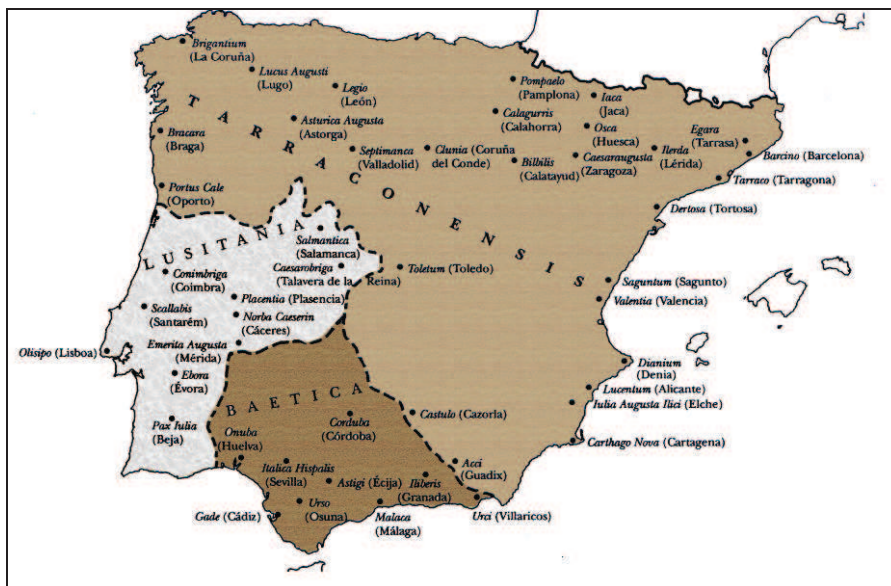 Brigantium
(La Coruña)
Lucus Augusti
(Lugo)
Legio
(León)
Pompaelo
(Pamplona)
Iaca
(Jaca)
TARRACONENSIS
Asturica Augusta
(Astorga)
Calagurris
(Calahorra)
Osca
(Huesca)
Egara
(Tarrasa)
Bracara
(Braga)
Septimanca
(Valladolid)
Clunia (Coruña
del Conde)
Bilbilis
(Calatayud)
Caesaraugusta
(Zaragoza)
Ilerda
(Lérida)
Barcino (Barcelona)
Tarraco (Tarragona)
Portus Cale
(Oporto)
Dertosa (Tortosa)
LUSITANIA
Salmantica
(Salamanca)
Conimbriga
(Coimbra)
Caesarobriga
(Talavera de la Reina)
Toletum (Toledo)
Saguntum (Sagunto)
Valentia (Valencia)
Scallabis
(Santarém)
Placentia (Plasencia)
Norba Caeserin
(Cáceres)
Olisipo (Lisboa)
Emerita Augusta
(Mérida)
Ebora
(Évora)
Dianium
(Denia)
Lucentum (Alicante)
Iulia Augusta Ilici (Elche)
BAETICA
Pax Iulia
(Beja)
Onuba
(Huelva)
Corduba
(Córdoba)
Castulo (Cazorla)
Carthago Nova (Cartagena)
Italica Hispalis
(Sevilla)
Astigi (Écija)
Iliberis
(Granada)
Acci
(Guadix)
Gade (Cádiz)
Urso
(Osuna)
Malaca
(Málaga)
Urci (Villaricos)